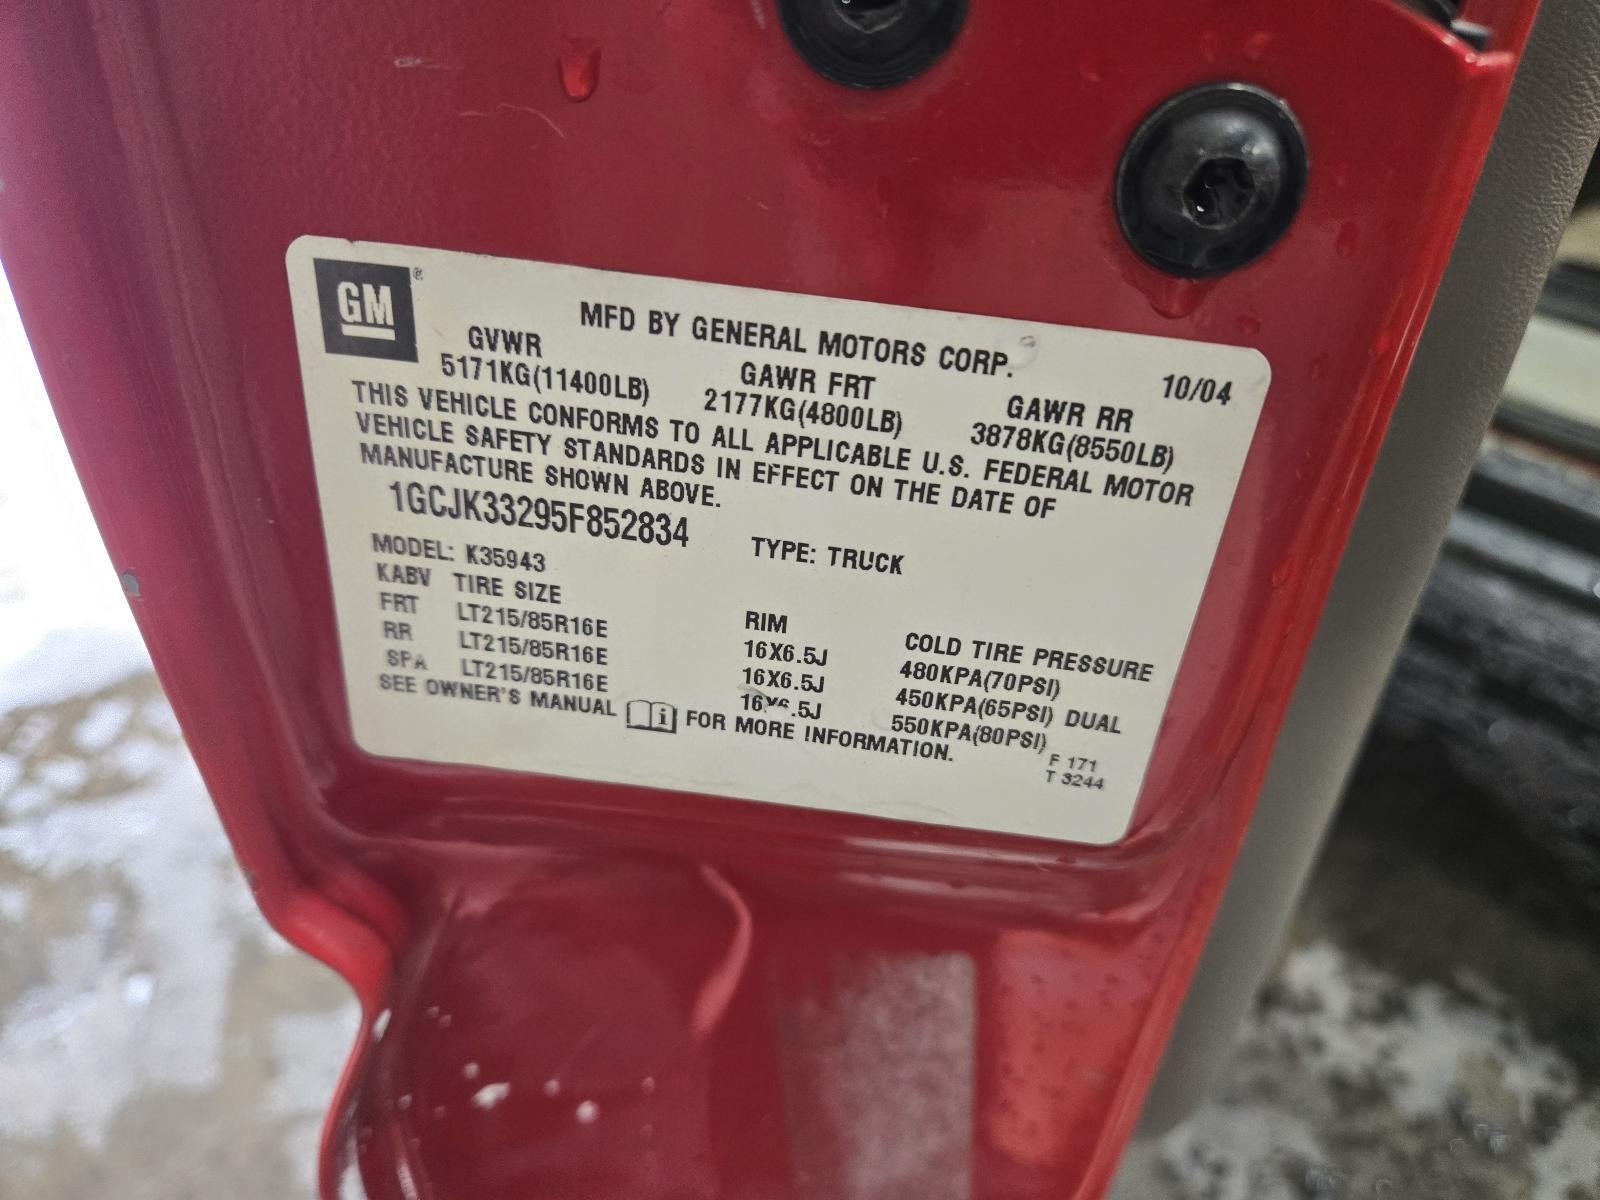 GM®
MFD BY GENERAL MOTORS CORP. 10/04
GVWR GAWR FRT GAWR RR
5171KG(11400LB) 2177KG(4800LB) 3878KG(8550LB)
THIS VEHICLE CONFORMS TO ALL APPLICABLE U.S. FEDERAL MOTOR
VEHICLE SAFETY STANDARDS IN EFFECT ON THE DATE OF
MANUFACTURE SHOWN ABOVE.
1GCJK33295F852834 TYPE: TRUCK
MODEL: K35943
KABV TIRE SIZE RIM COLD TIRE PRESSURE
FRT LT215/85R16E 16X6.5J 480KPA(70PSI)
RR LT215/85R16E 16X6.5J 450KPA(65PSI) DUAL
SPA LT215/85R16E 16X6.5J 550KPA(80PSI)
SEE OWNER'S MANUAL i FOR MORE INFORMATION.
F 171
T 3244